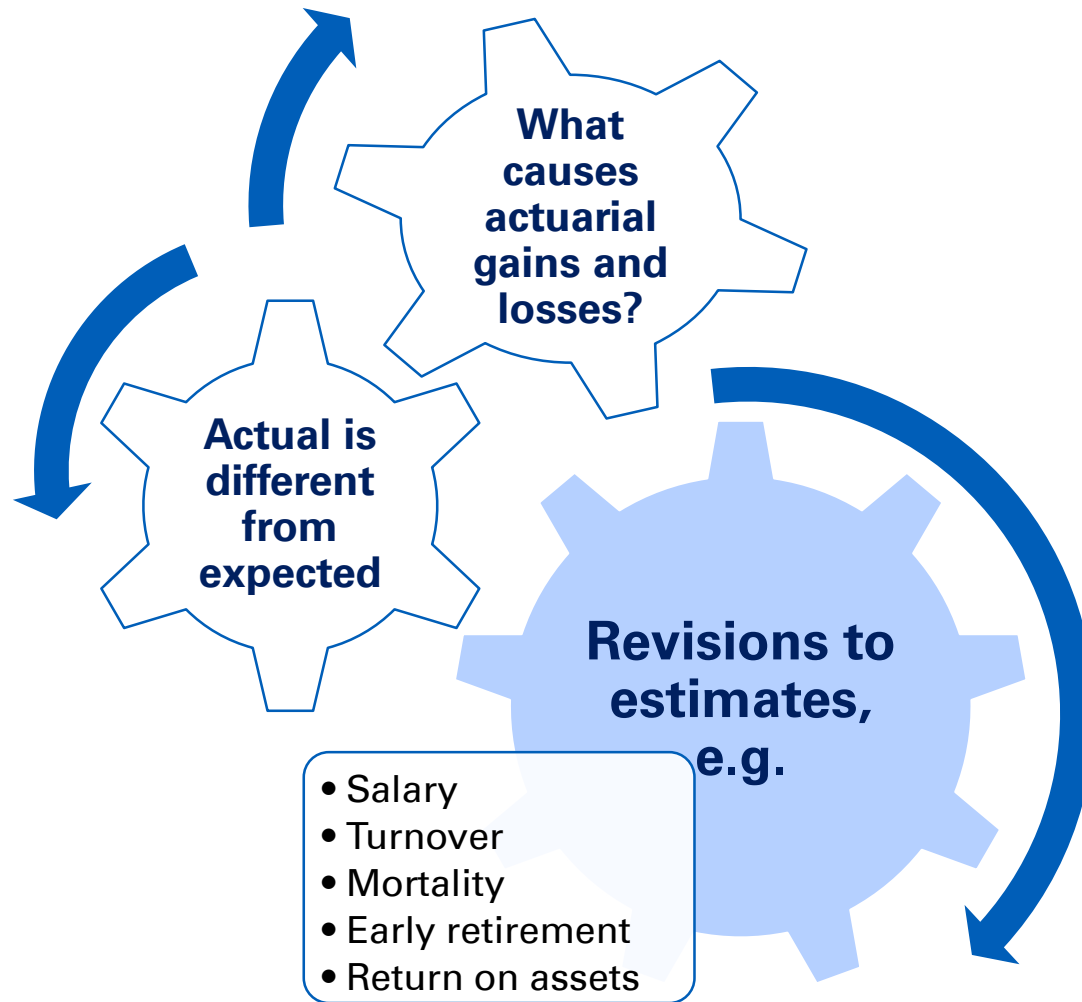 What
causes
actuarial
gains and
losses?
Actual is
different
from
expected
Revisions to
estimates,
e.g.
• Salary
• Turnover
• Mortality
• Early retirement
• Return on assets